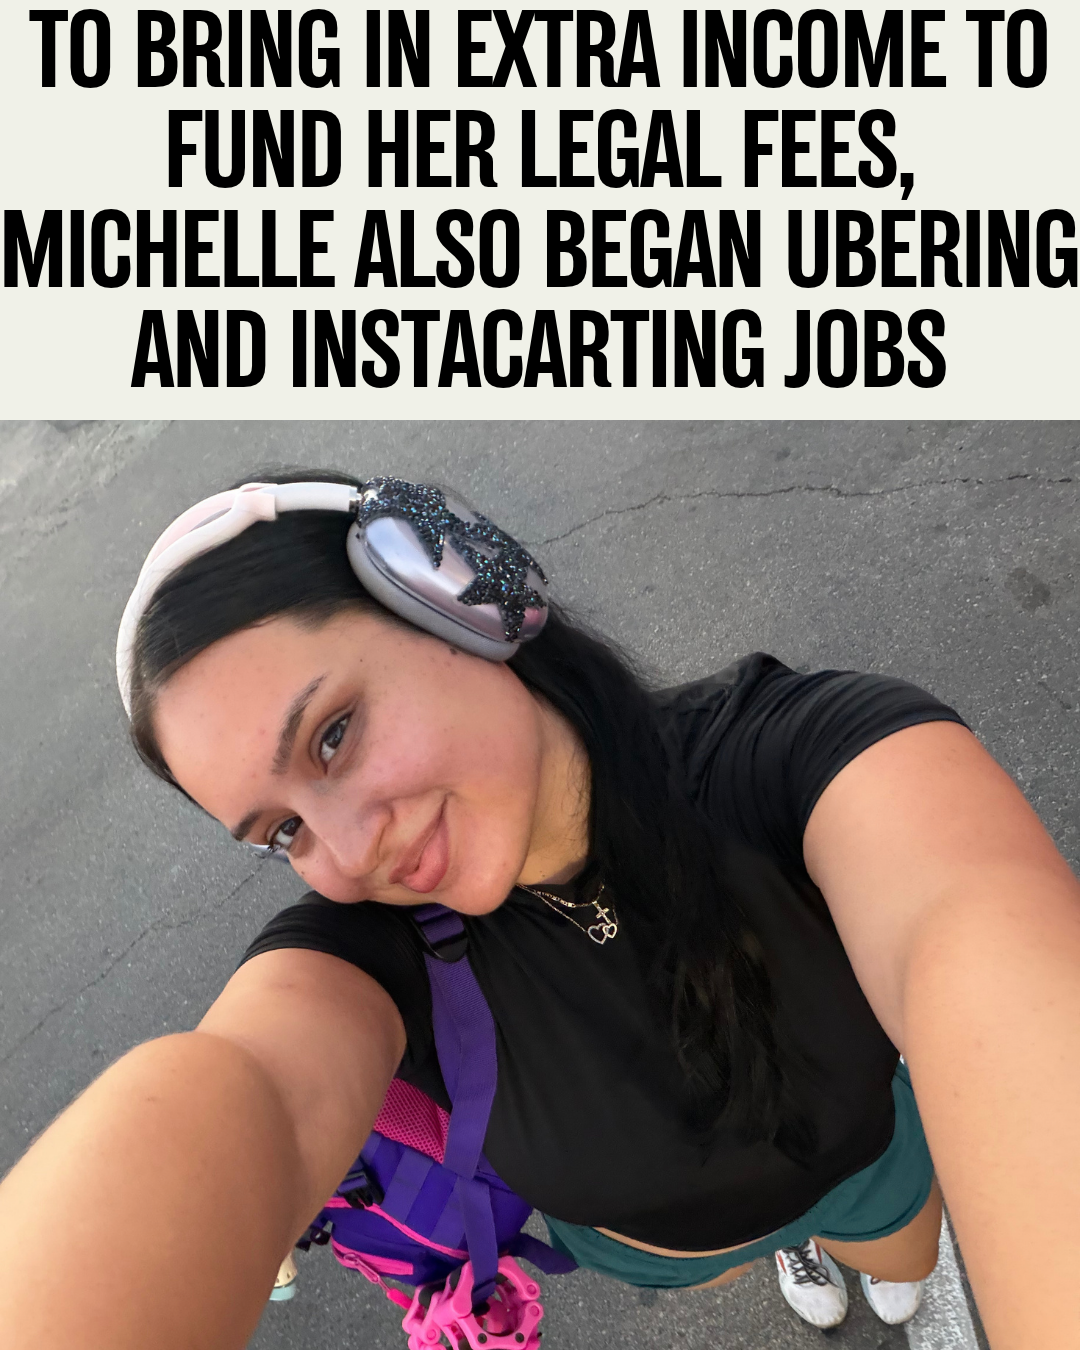 TO BRING IN EXTRA INCOME TO
FUND HER LEGAL FEES,
MICHELLE ALSO BEGAN UBERING
AND INSTACARTING JOBS